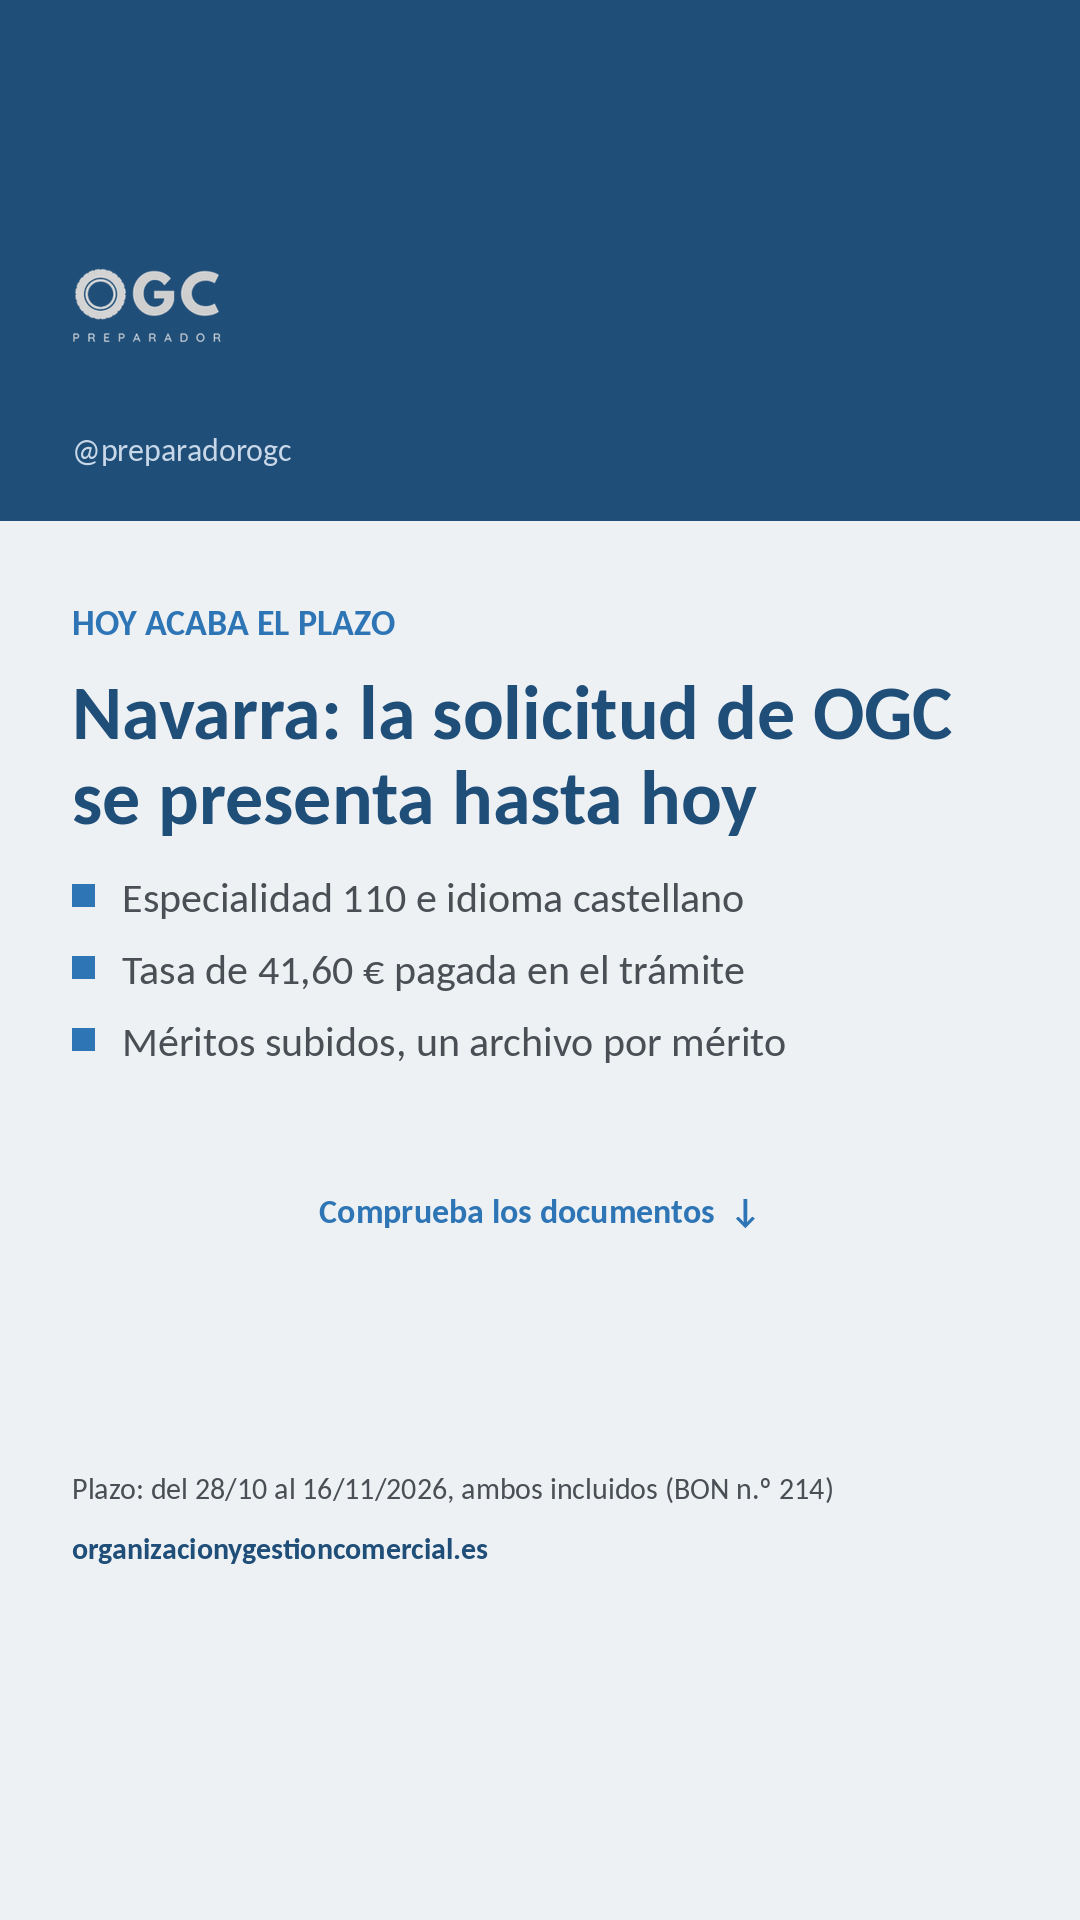 OGC
PREPARADOR
@preparadorogc
HOY ACABA EL PLAZO
Navarra: la solicitud de OGC
se presenta hasta hoy
Especialidad 110 e idioma castellano
Tasa de 41,60 € pagada en el trámite
Méritos subidos, un archivo por mérito
Comprueba los documentos ↓
Plazo: del 28/10 al 16/11/2026, ambos incluidos (BON n.º 214)
organizacionygestioncomercial.es